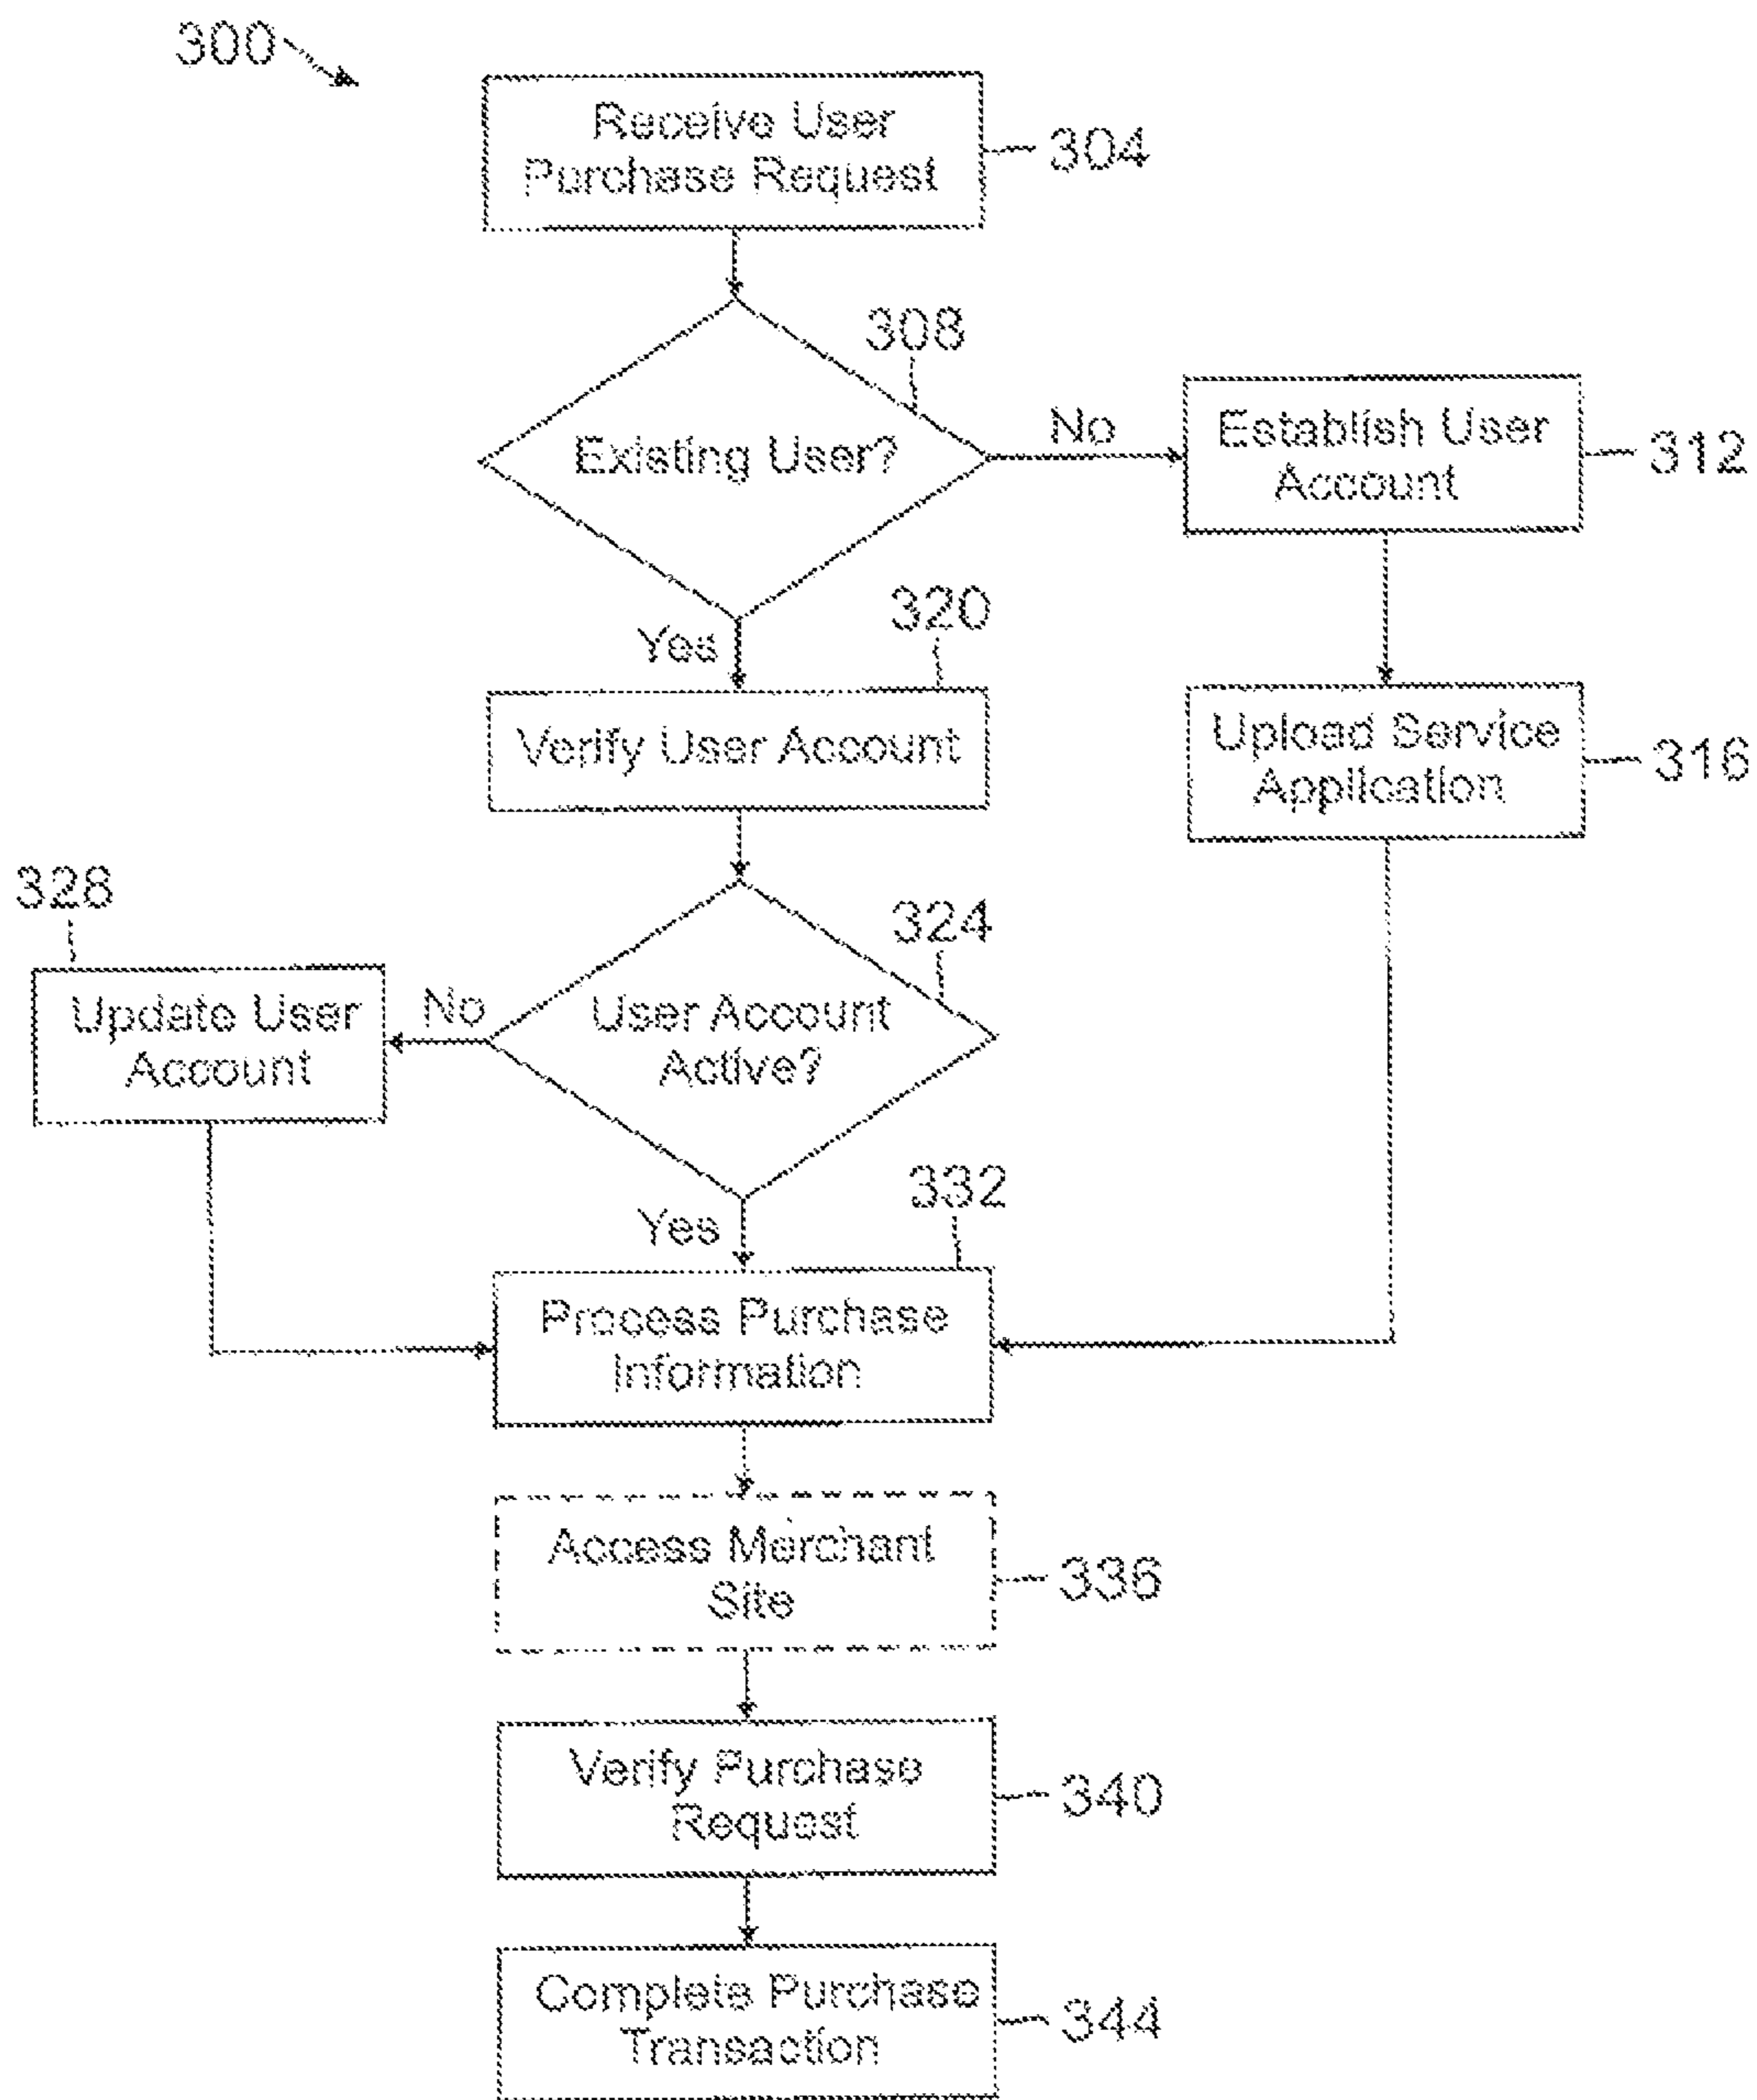 300
Receive User
Purchase Request
304
308
Existing User?
No
Establish User
Account
312
Yes
320
Verify User Account
Upload Service
Application
316
328
Update User
Account
No
324
User Account
Active?
Yes
332
Process Purchase
Information
Access Merchant
Site
336
Verify Purchase
Request
340
Complete Purchase
Transaction
344